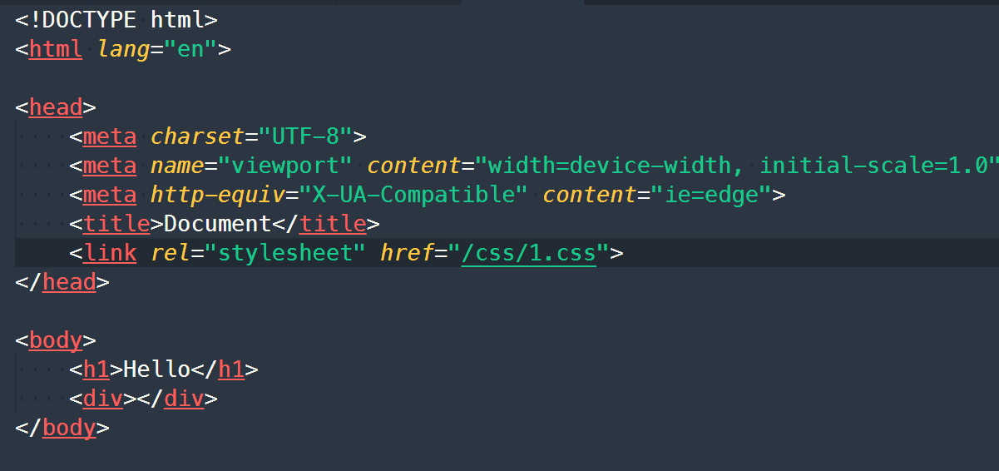 <!DOCTYPE html>
<html lang="en">
<head>
<meta charset="UTF-8">
<meta name="viewport" content="width=device-width, initial-scale=1.0"
<meta http-equiv="X-UA-Compatible" content="ie=edge">
<title>Document</title>
<link rel="stylesheet" href="/css/1.css">
</head>
<body>
<h1>Hello</h1>
<div></div>
</body>